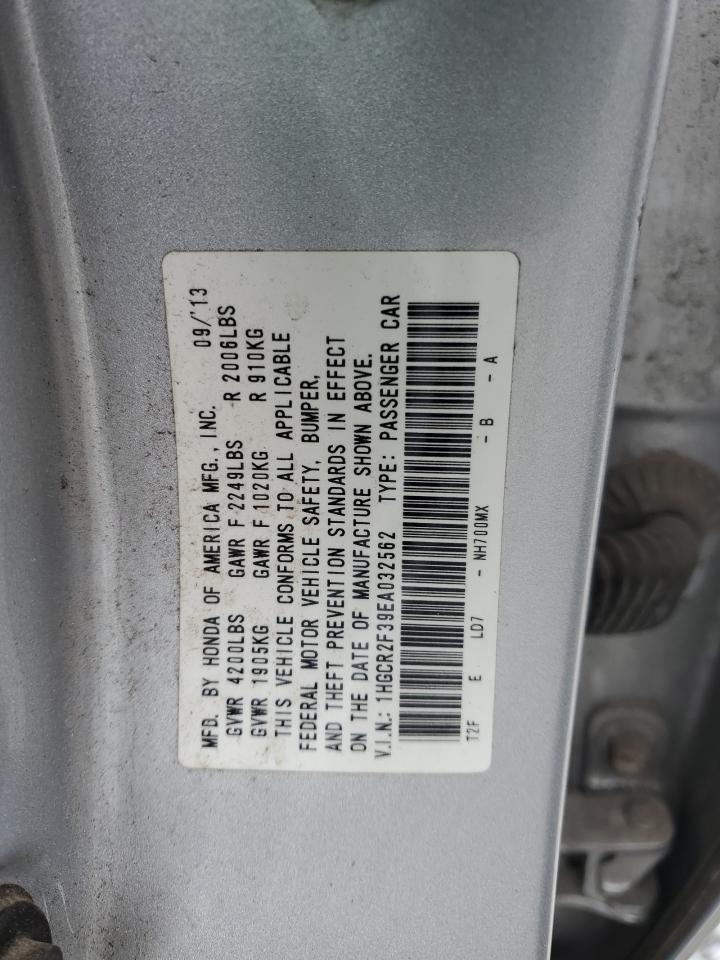 MFD. BY HONDA OF AMERICA MFG., INC. 09/'13
GVWR 4200LBS GAWR F 2249LBS R 2006LBS
GVWR 1905KG GAWR F 1020KG R 910KG
THIS VEHICLE CONFORMS TO ALL APPLICABLE
FEDERAL MOTOR VEHICLE SAFETY, BUMPER,
AND THEFT PREVENTION STANDARDS IN EFFECT
ON THE DATE OF MANUFACTURE SHOWN ABOVE.
V.I.N.: 1HGCR2F39EA032562 TYPE: PASSENGER CAR
T2F E LD7 - NH700MX - B - A